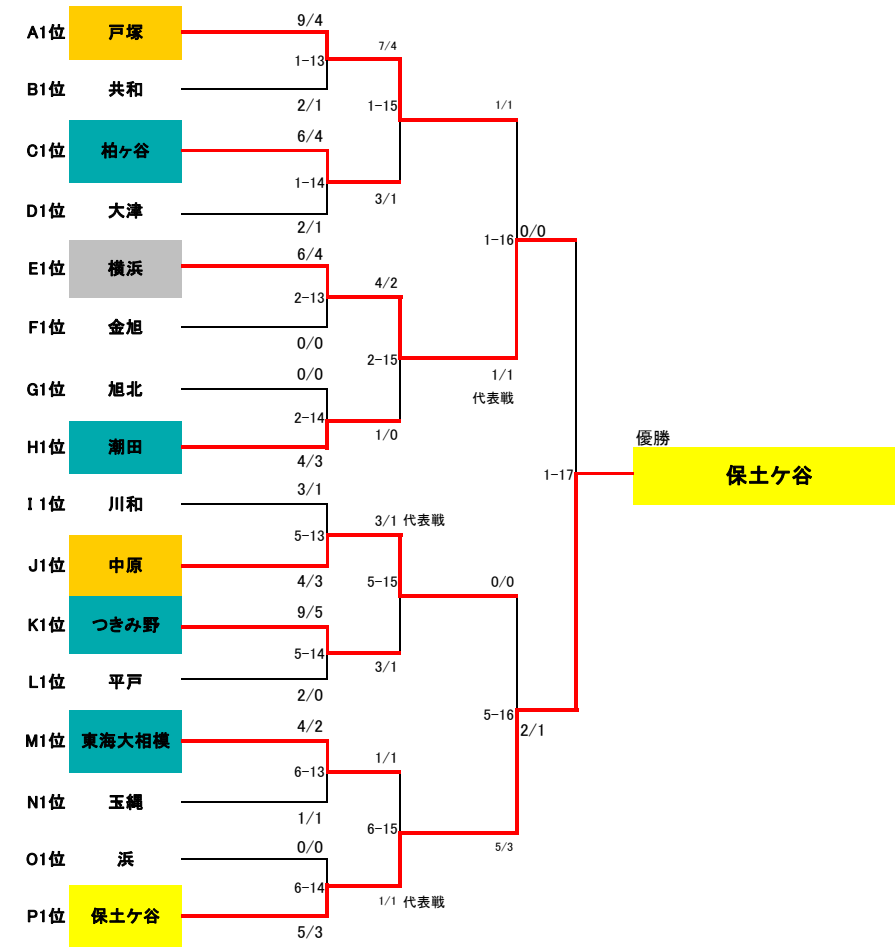 A1位 戸塚 9/4
7/4
1-13
B1位 共和 2/1
1-15 1/1
C1位 柏ヶ谷 6/4
1-14
3/1
D1位 大津 2/1
1-16 0/0
E1位 横浜 6/4
4/2
2-13
F1位 金旭 0/0
2-15 1/1
代表戦
G1位 旭北 0/0
2-14
1/0
H1位 潮田 4/3
優勝
1-17 保土ケ谷
I1位 川和 3/1
3/1 代表戦
5-13
J1位 中原 4/3
5-15 0/0
K1位 つきみ野 9/5
5-14
3/1
L1位 平戸 2/0
5-16 2/1
M1位 東海大相模 4/2
1/1
6-13
N1位 玉縄 1/1
6-15 5/3
O1位 浜 0/0
6-14
1/1 代表戦
P1位 保土ケ谷 5/3